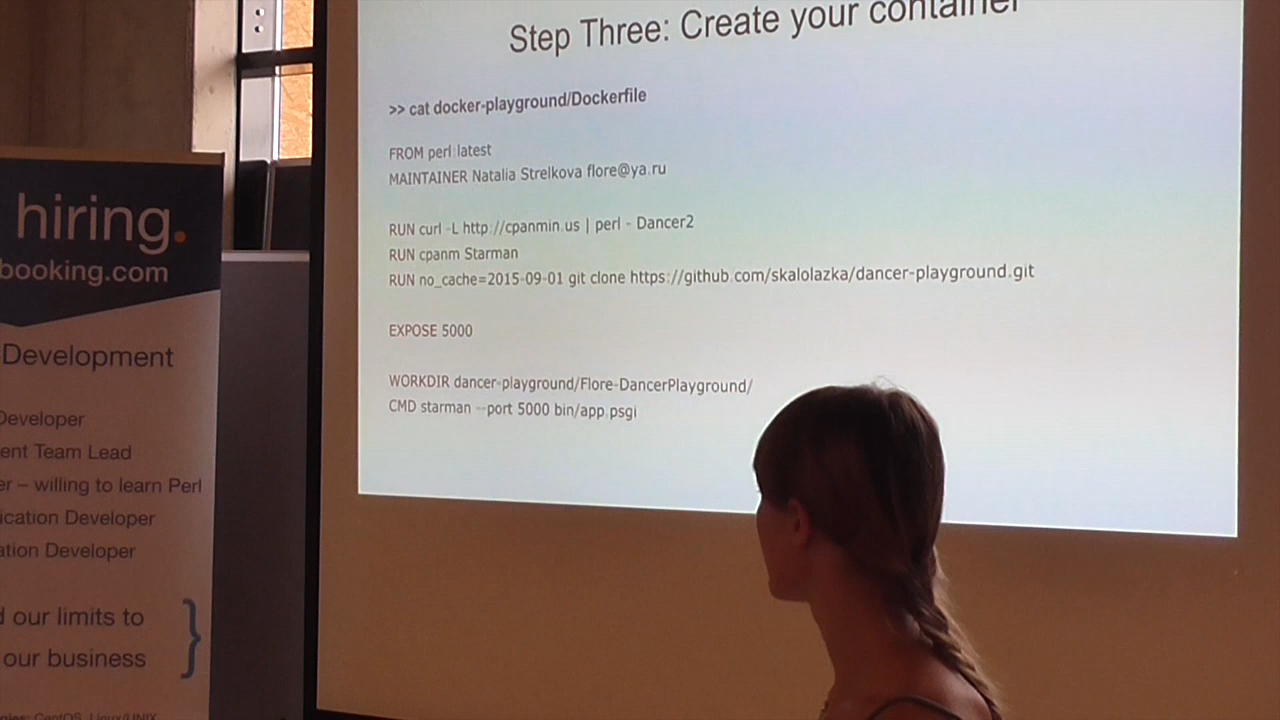 Step Three: Create your container
>> cat docker-playground/Dockerfile
FROM perl:latest
MAINTAINER Natalia Strelkova flore@ya.ru
RUN curl -L http://cpanmin.us | perl - Dancer2
RUN cpanm Starman
RUN no_cache=2015-09-01 git clone https://github.com/skalolazka/dancer-playground.git
EXPOSE 5000
WORKDIR dancer-playground/Flore-DancerPlayground/
CMD starman --port 5000 bin/app.psgi
hiring.
booking.com
Development
Developer
ent Team Lead
er – willing to learn Perl
ication Developer
ation Developer
d our limits to
our business }
CentOS, Linux/UNIX